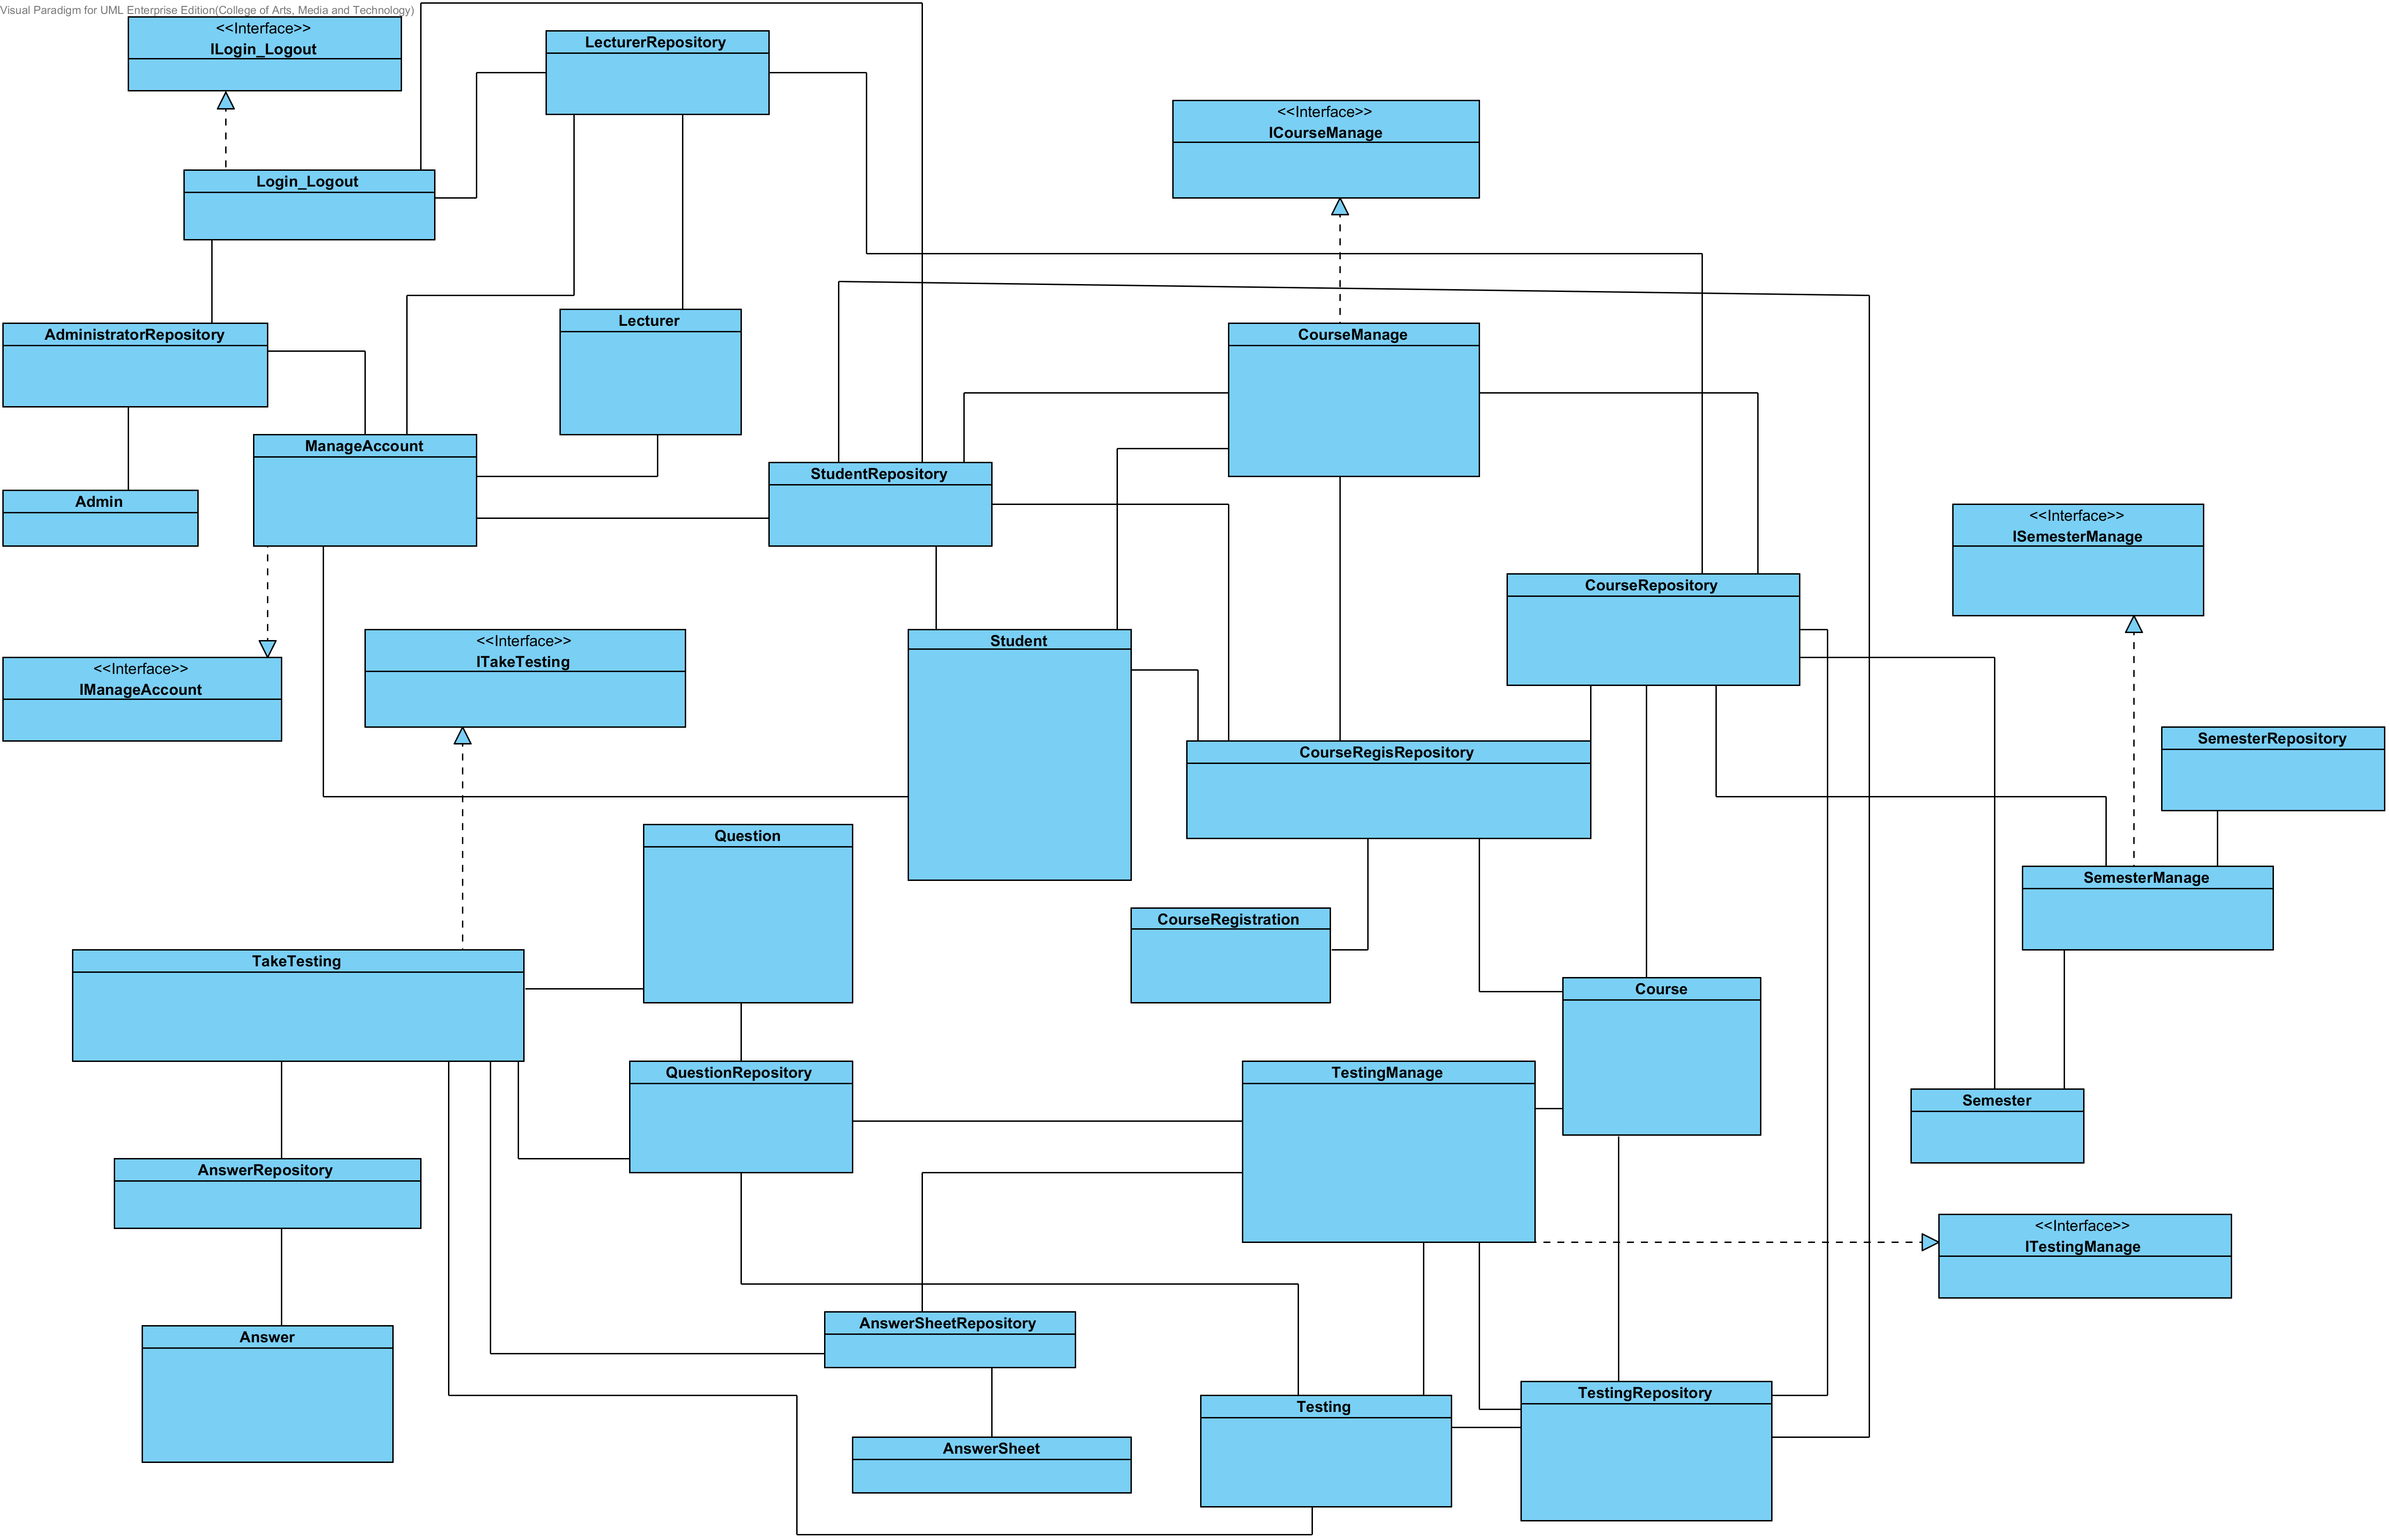 Visual Paradigm for UML Enterprise Edition(College of Arts, Media and Technology)
<<Interface>>
ILogin_Logout
LecturerRepository
<<Interface>>
ICourseManage
Login_Logout
Lecturer
AdministratorRepository
CourseManage
ManageAccount
StudentRepository
Admin
<<Interface>>
ISemesterManage
CourseRepository
<<Interface>>
ITakeTesting
Student
<<Interface>>
IManageAccount
CourseRegisRepository
SemesterRepository
Question
SemesterManage
CourseRegistration
TakeTesting
Course
QuestionRepository
TestingManage
Semester
AnswerRepository
<<Interface>>
ITestingManage
AnswerSheetRepository
Answer
TestingRepository
Testing
AnswerSheet